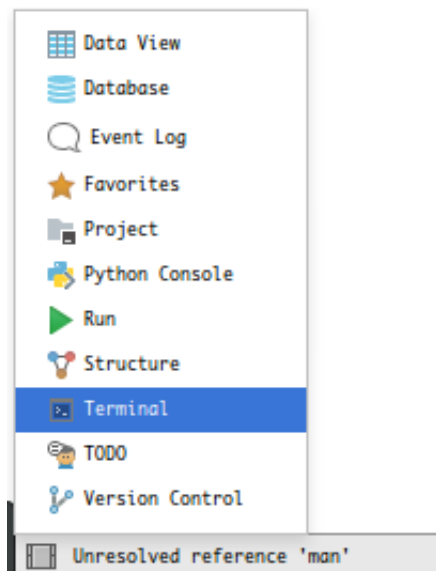 Data View
Database
Event Log
Favorites
Project
Python Console
Run
Structure
Terminal
TODO
Version Control
Unresolved reference 'man'